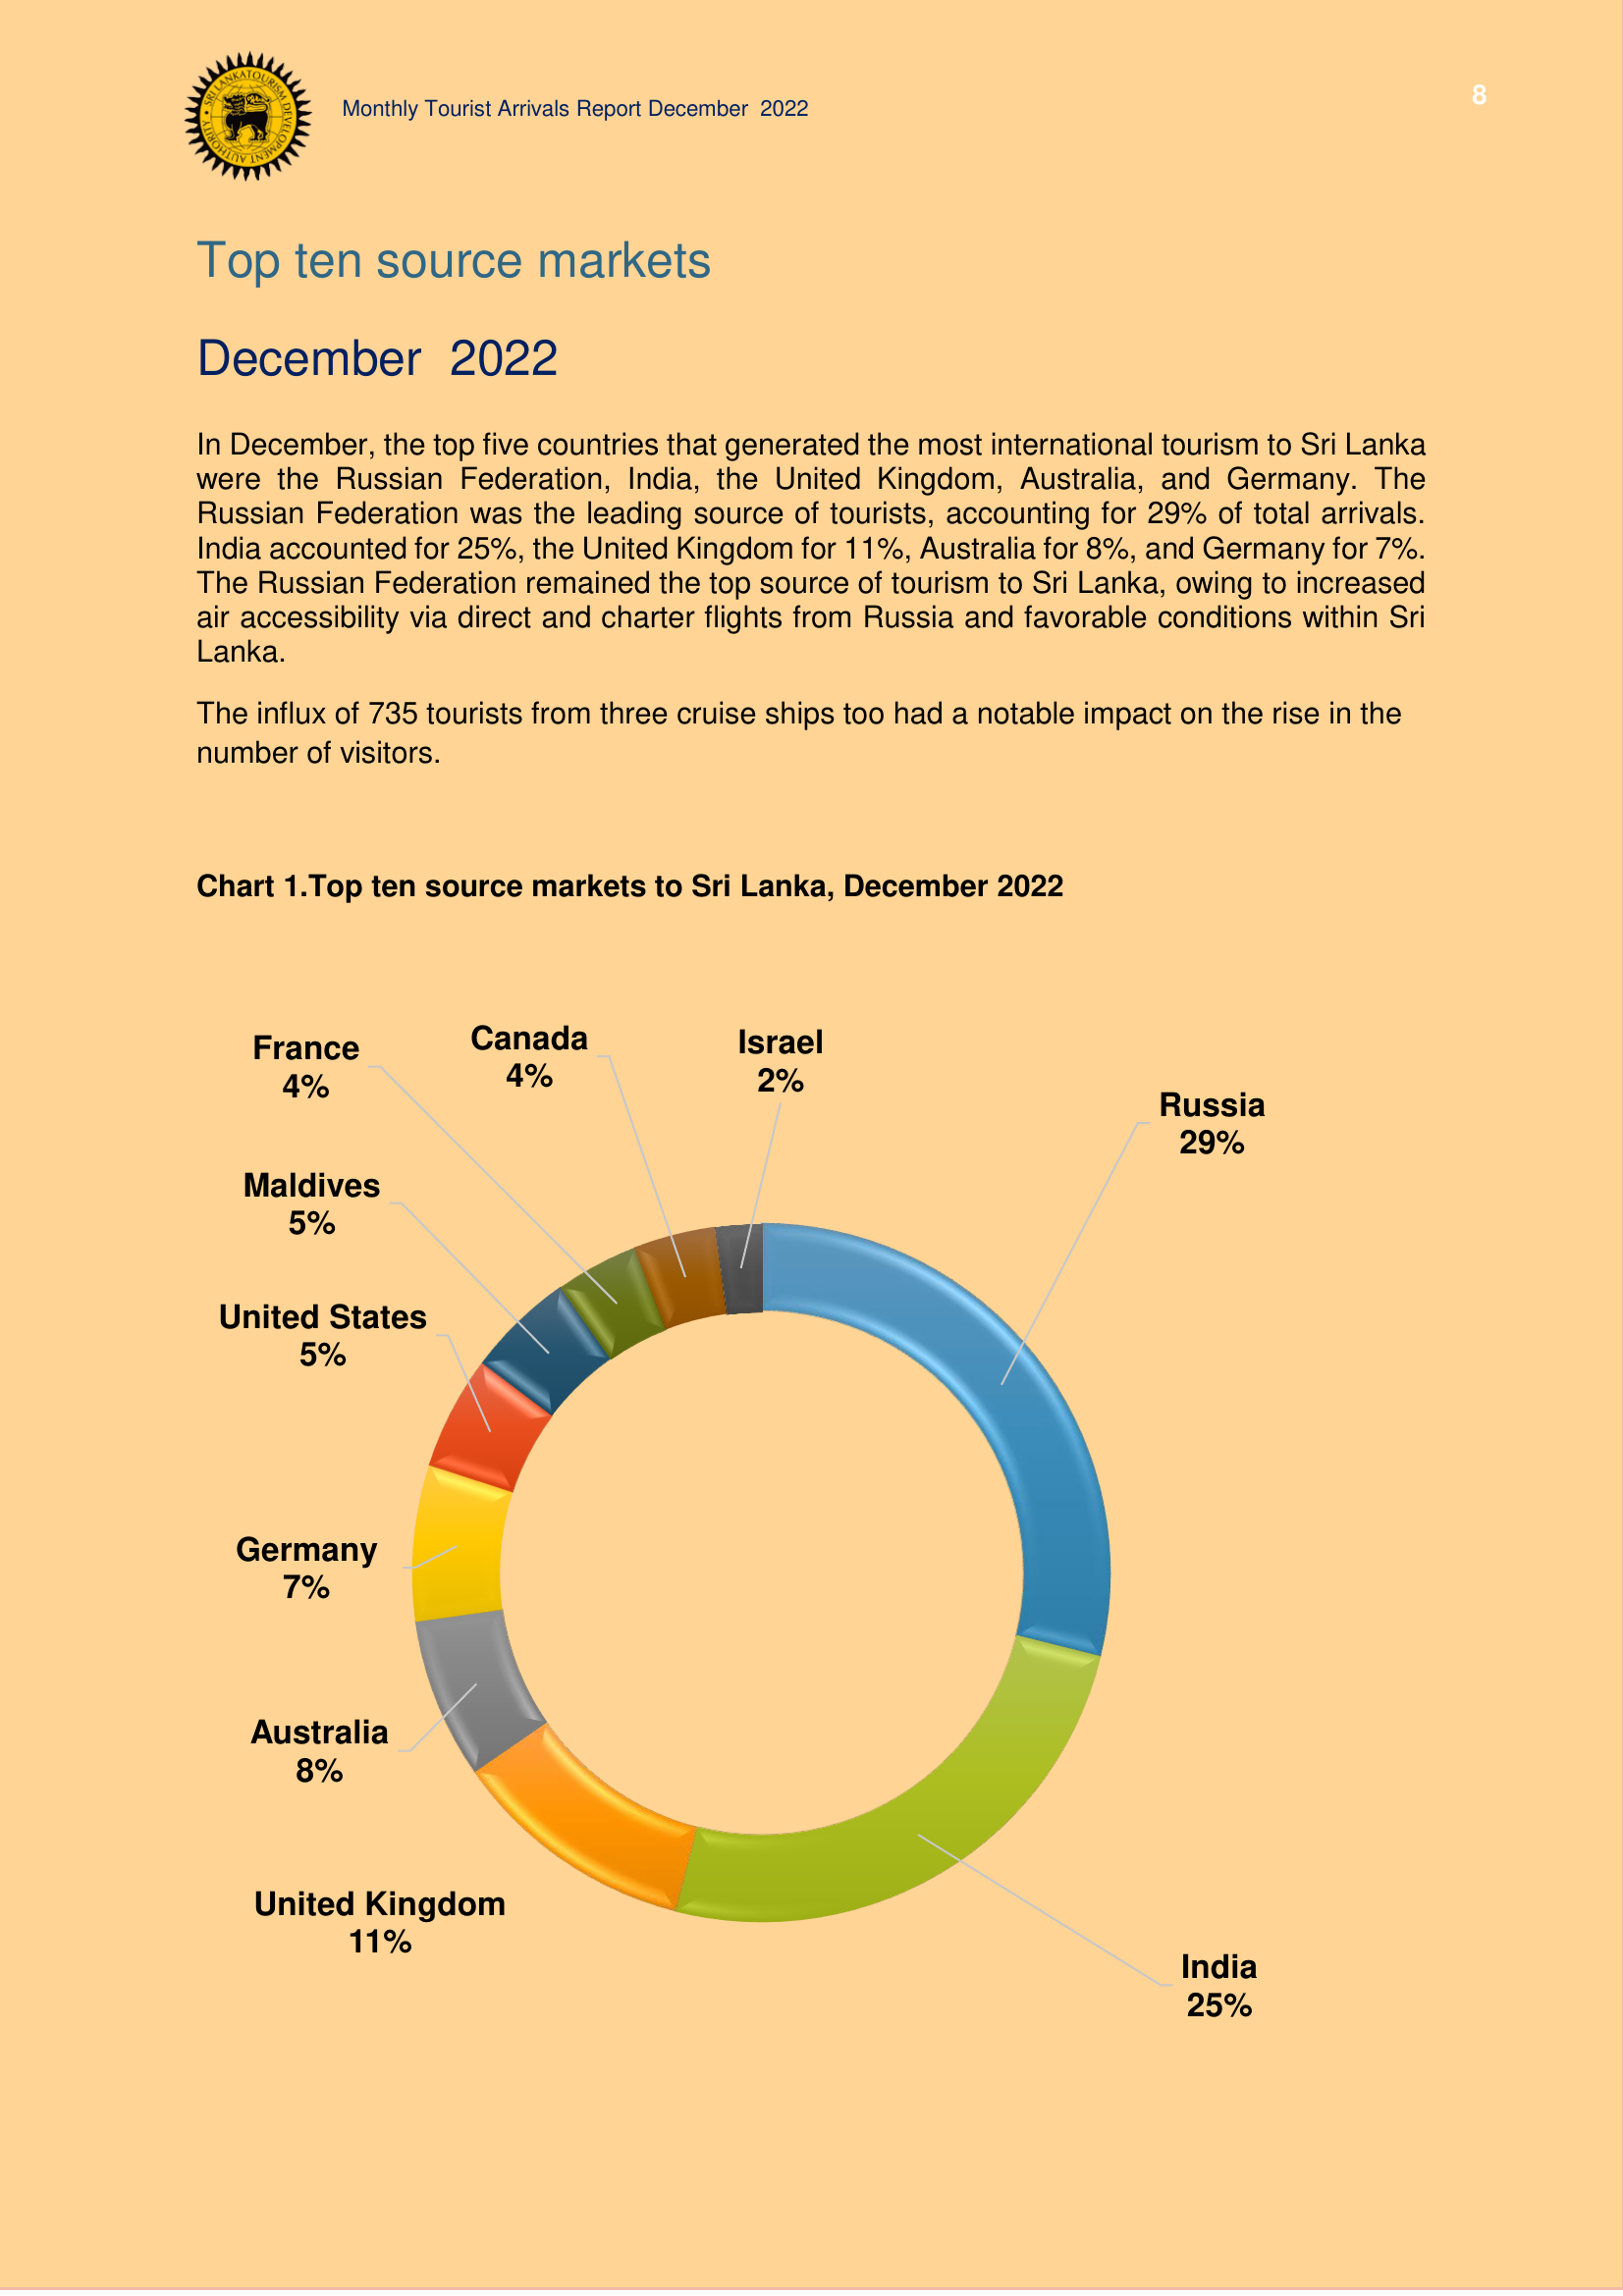 SRI LANKA TOURISM DEVELOPMENT AUTHORITY
Monthly Tourist Arrivals Report December  2022
8
Top ten source markets
December  2022
In December, the top five countries that generated the most international tourism to Sri Lanka
were the Russian Federation, India, the United Kingdom, Australia, and Germany. The
Russian Federation was the leading source of tourists, accounting for 29% of total arrivals.
India accounted for 25%, the United Kingdom for 11%, Australia for 8%, and Germany for 7%.
The Russian Federation remained the top source of tourism to Sri Lanka, owing to increased
air accessibility via direct and charter flights from Russia and favorable conditions within Sri
Lanka.
The influx of 735 tourists from three cruise ships too had a notable impact on the rise in the
number of visitors.
Chart 1.Top ten source markets to Sri Lanka, December 2022
France
4%
Canada
4%
Israel
2%
Russia
29%
Maldives
5%
United States
5%
Germany
7%
Australia
8%
United Kingdom
11%
India
25%